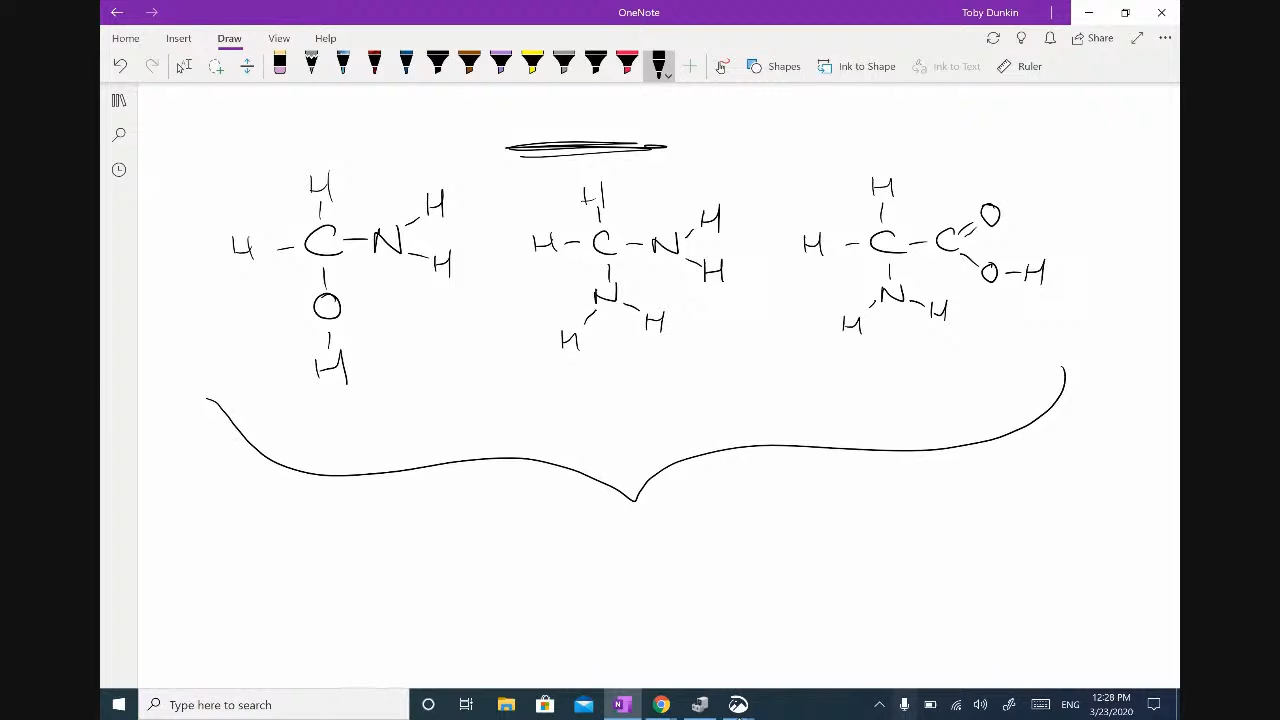 OneNote
Toby Dunkin
Home Insert Draw View Help
Share
Shapes Ink to Shape Ink to Text Ruler
H H H
H C N H H
H C N H H
N H H
H C C O O H
N H H
O
H
Type here to search
ENG
12:28 PM
3/23/2020